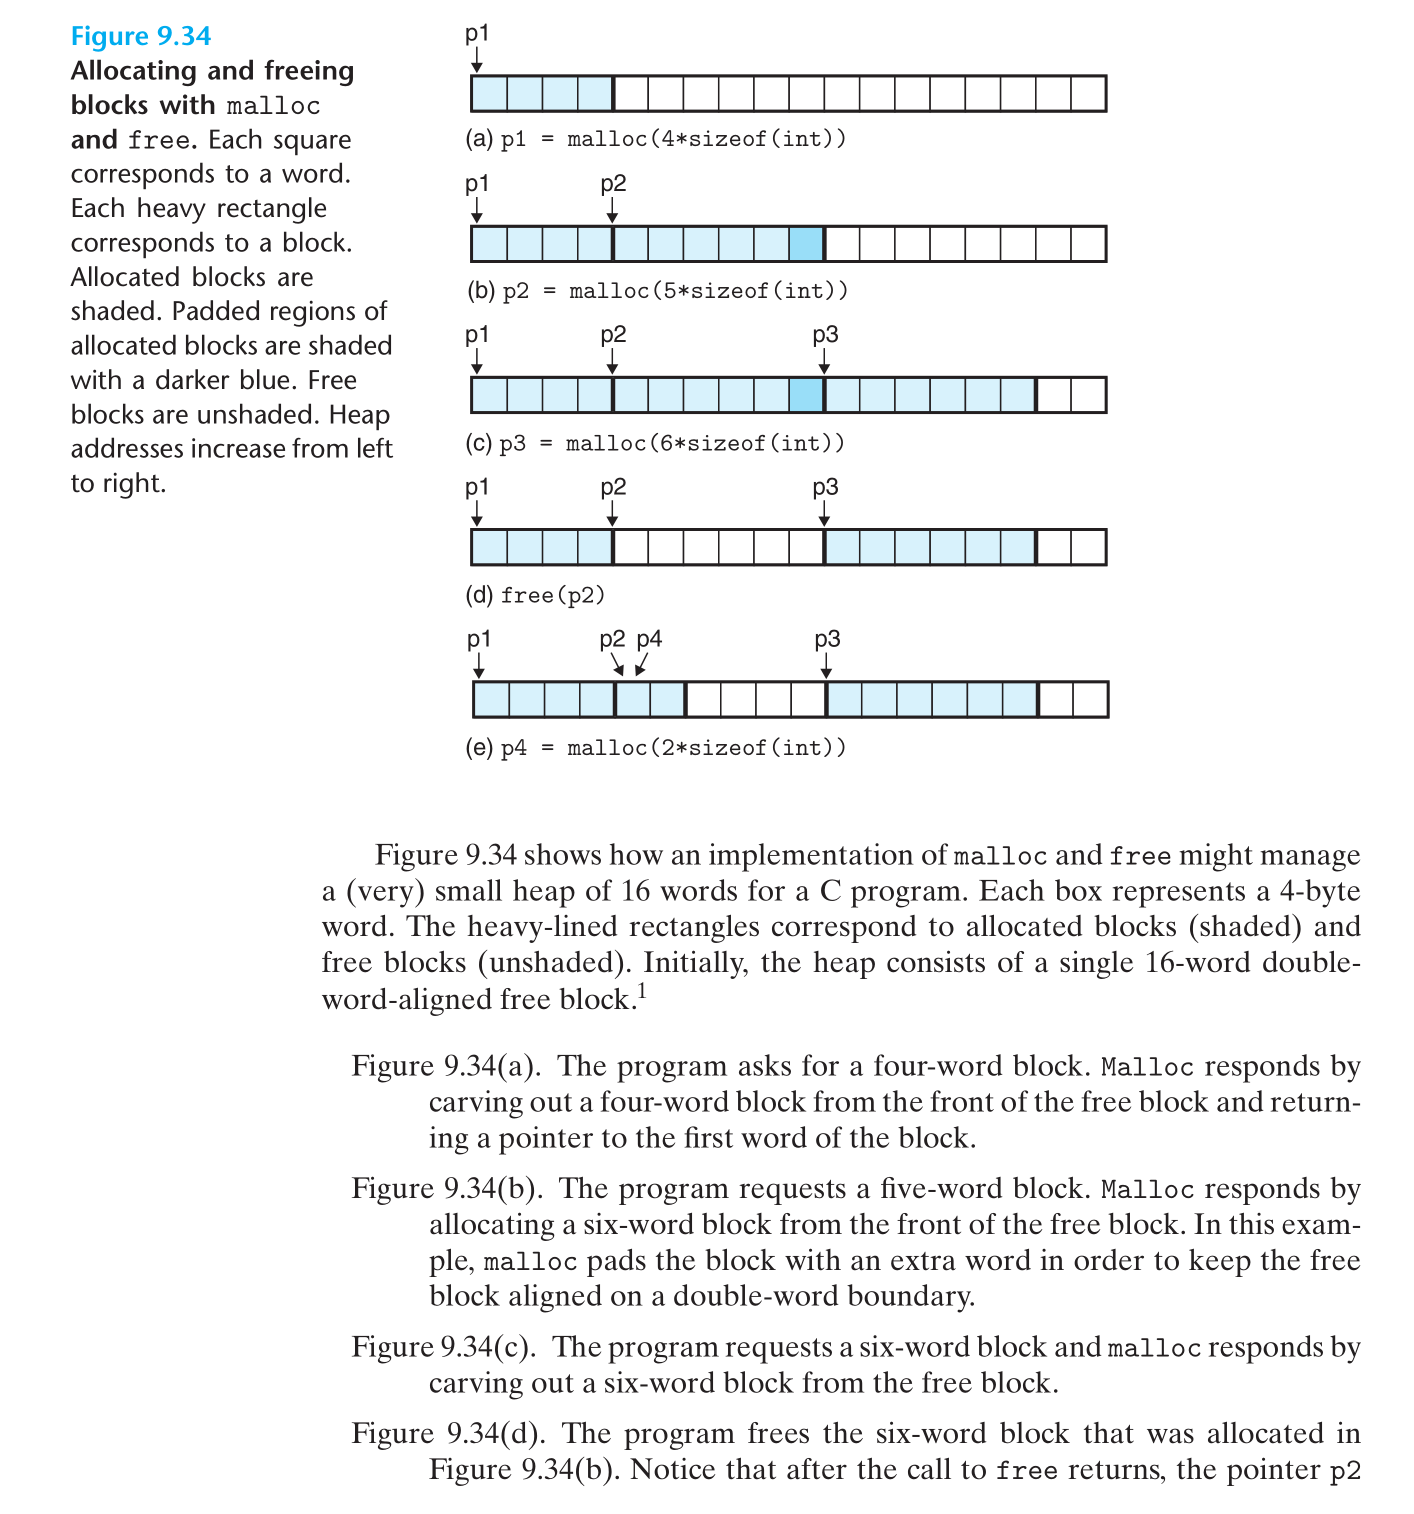 Figure 9.34
Allocating and freeing
blocks with malloc
and free. Each square
corresponds to a word.
Each heavy rectangle
corresponds to a block.
Allocated blocks are
shaded. Padded regions of
allocated blocks are shaded
with a darker blue. Free
blocks are unshaded. Heap
addresses increase from left
to right.
p1
(a) p1 = malloc(4*sizeof(int))
p1 p2
(b) p2 = malloc(5*sizeof(int))
p1 p2 p3
(c) p3 = malloc(6*sizeof(int))
p1 p2 p3
(d) free(p2)
p1 p2 p4 p3
(e) p4 = malloc(2*sizeof(int))
Figure 9.34 shows how an implementation of malloc and free might manage
a (very) small heap of 16 words for a C program. Each box represents a 4-byte
word. The heavy-lined rectangles correspond to allocated blocks (shaded) and
free blocks (unshaded). Initially, the heap consists of a single 16-word double-
word-aligned free block.1
Figure 9.34(a). The program asks for a four-word block. Malloc responds by
carving out a four-word block from the front of the free block and return-
ing a pointer to the first word of the block.
Figure 9.34(b). The program requests a five-word block. Malloc responds by
allocating a six-word block from the front of the free block. In this exam-
ple, malloc pads the block with an extra word in order to keep the free
block aligned on a double-word boundary.
Figure 9.34(c). The program requests a six-word block and malloc responds by
carving out a six-word block from the free block.
Figure 9.34(d). The program frees the six-word block that was allocated in
Figure 9.34(b). Notice that after the call to free returns, the pointer p2